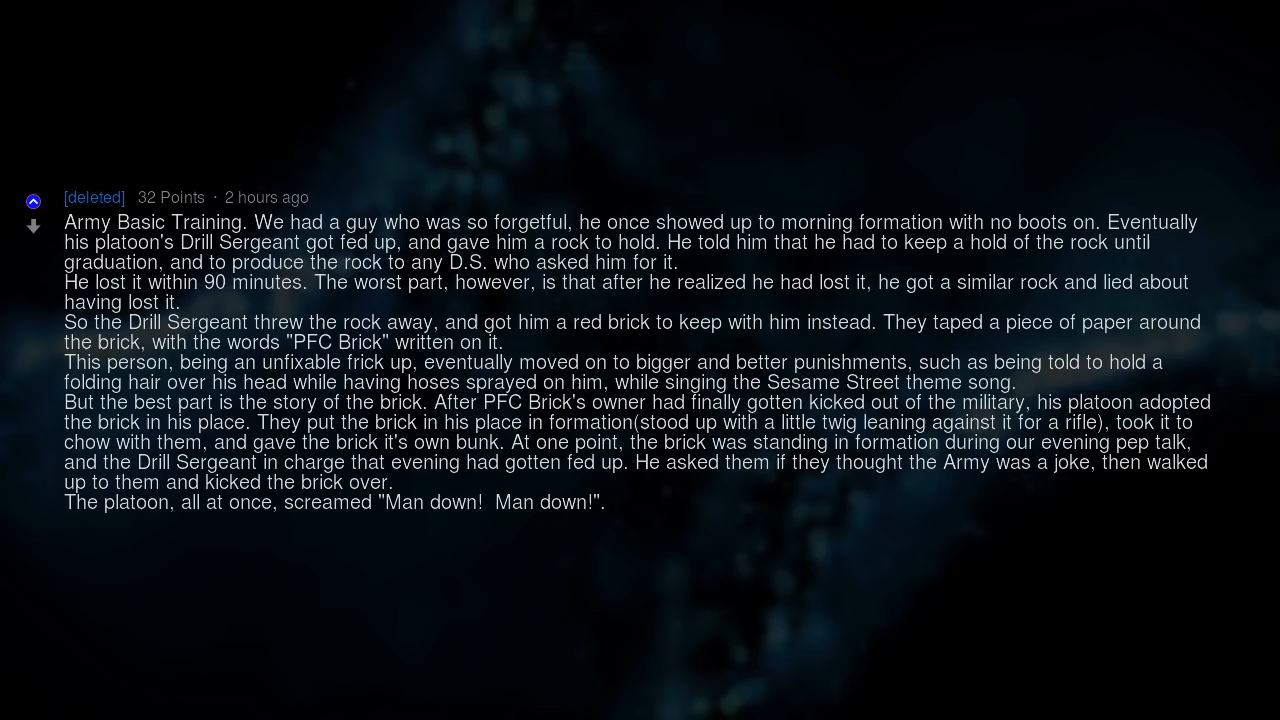 [deleted] 32 Points · 2 hours ago
Army Basic Training. We had a guy who was so forgetful, he once showed up to morning formation with no boots on. Eventually
his platoon's Drill Sergeant got fed up, and gave him a rock to hold. He told him that he had to keep a hold of the rock until
graduation, and to produce the rock to any D.S. who asked him for it.
He lost it within 90 minutes. The worst part, however, is that after he realized he had lost it, he got a similar rock and lied about
having lost it.
So the Drill Sergeant threw the rock away, and got him a red brick to keep with him instead. They taped a piece of paper around
the brick, with the words "PFC Brick" written on it.
This person, being an unfixable frick up, eventually moved on to bigger and better punishments, such as being told to hold a
folding hair over his head while having hoses sprayed on him, while singing the Sesame Street theme song.
But the best part is the story of the brick. After PFC Brick's owner had finally gotten kicked out of the military, his platoon adopted
the brick in his place. They put the brick in his place in formation(stood up with a little twig leaning against it for a rifle), took it to
chow with them, and gave the brick it's own bunk. At one point, the brick was standing in formation during our evening pep talk,
and the Drill Sergeant in charge that evening had gotten fed up. He asked them if they thought the Army was a joke, then walked
up to them and kicked the brick over.
The platoon, all at once, screamed "Man down!  Man down!".